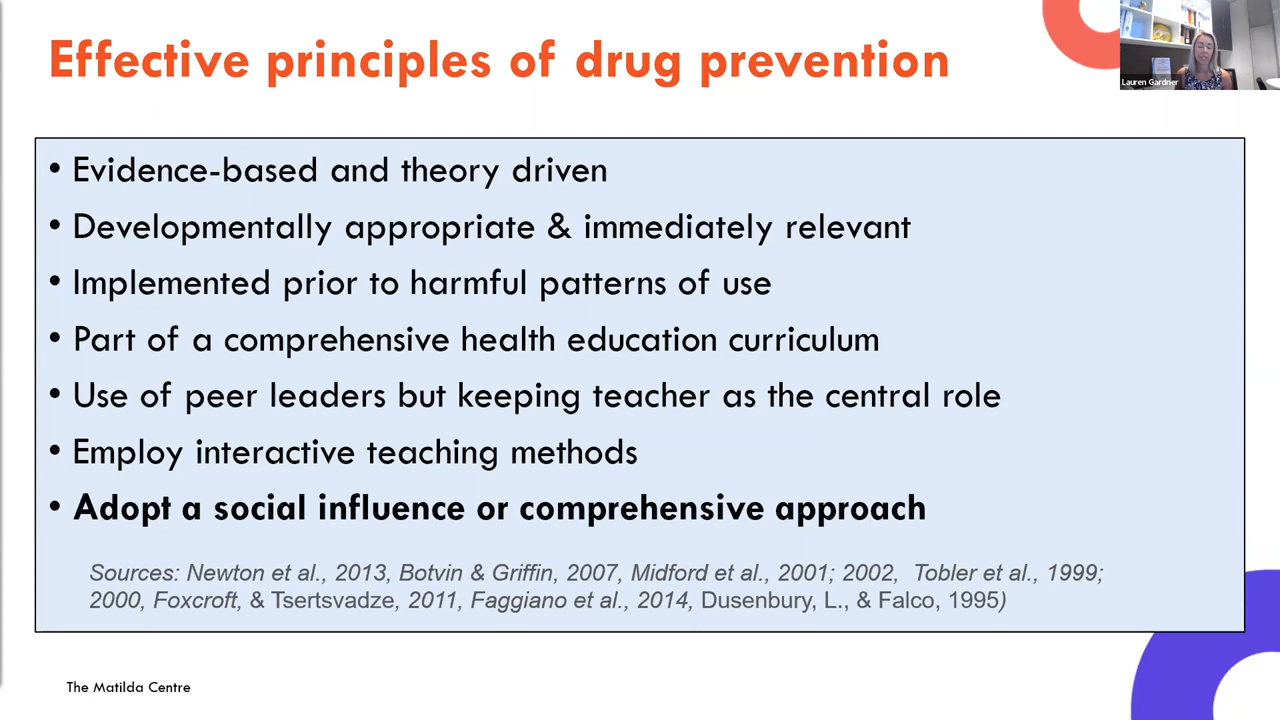 Effective principles of drug prevention
Lauren Gardner
• Evidence-based and theory driven
• Developmentally appropriate & immediately relevant
• Implemented prior to harmful patterns of use
• Part of a comprehensive health education curriculum
• Use of peer leaders but keeping teacher as the central role
• Employ interactive teaching methods
• Adopt a social influence or comprehensive approach
Sources: Newton et al., 2013, Botvin & Griffin, 2007, Midford et al., 2001; 2002, Tobler et al., 1999;
2000, Foxcroft, & Tsertsvadze, 2011, Faggiano et al., 2014, Dusenbury, L., & Falco, 1995)
The Matilda Centre